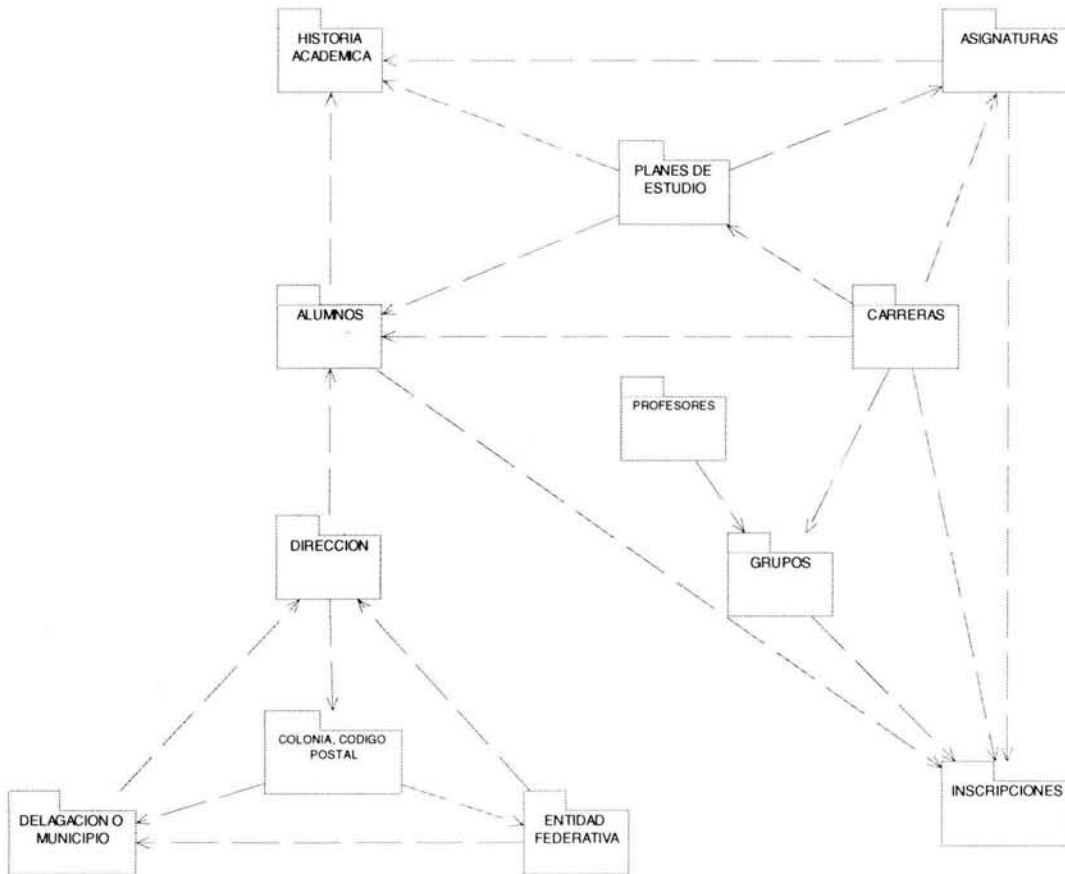 HISTORIA
ACADEMICA
ASIGNATURAS
PLANES DE
ESTUDIO
ALUMNOS
CARRERAS
PROFESORES
DIRECCION
GRUPOS
COLONIA, CODIGO
POSTAL
DELAGACION O
MUNICIPIO
ENTIDAD
FEDERATIVA
INSCRIPCIONES